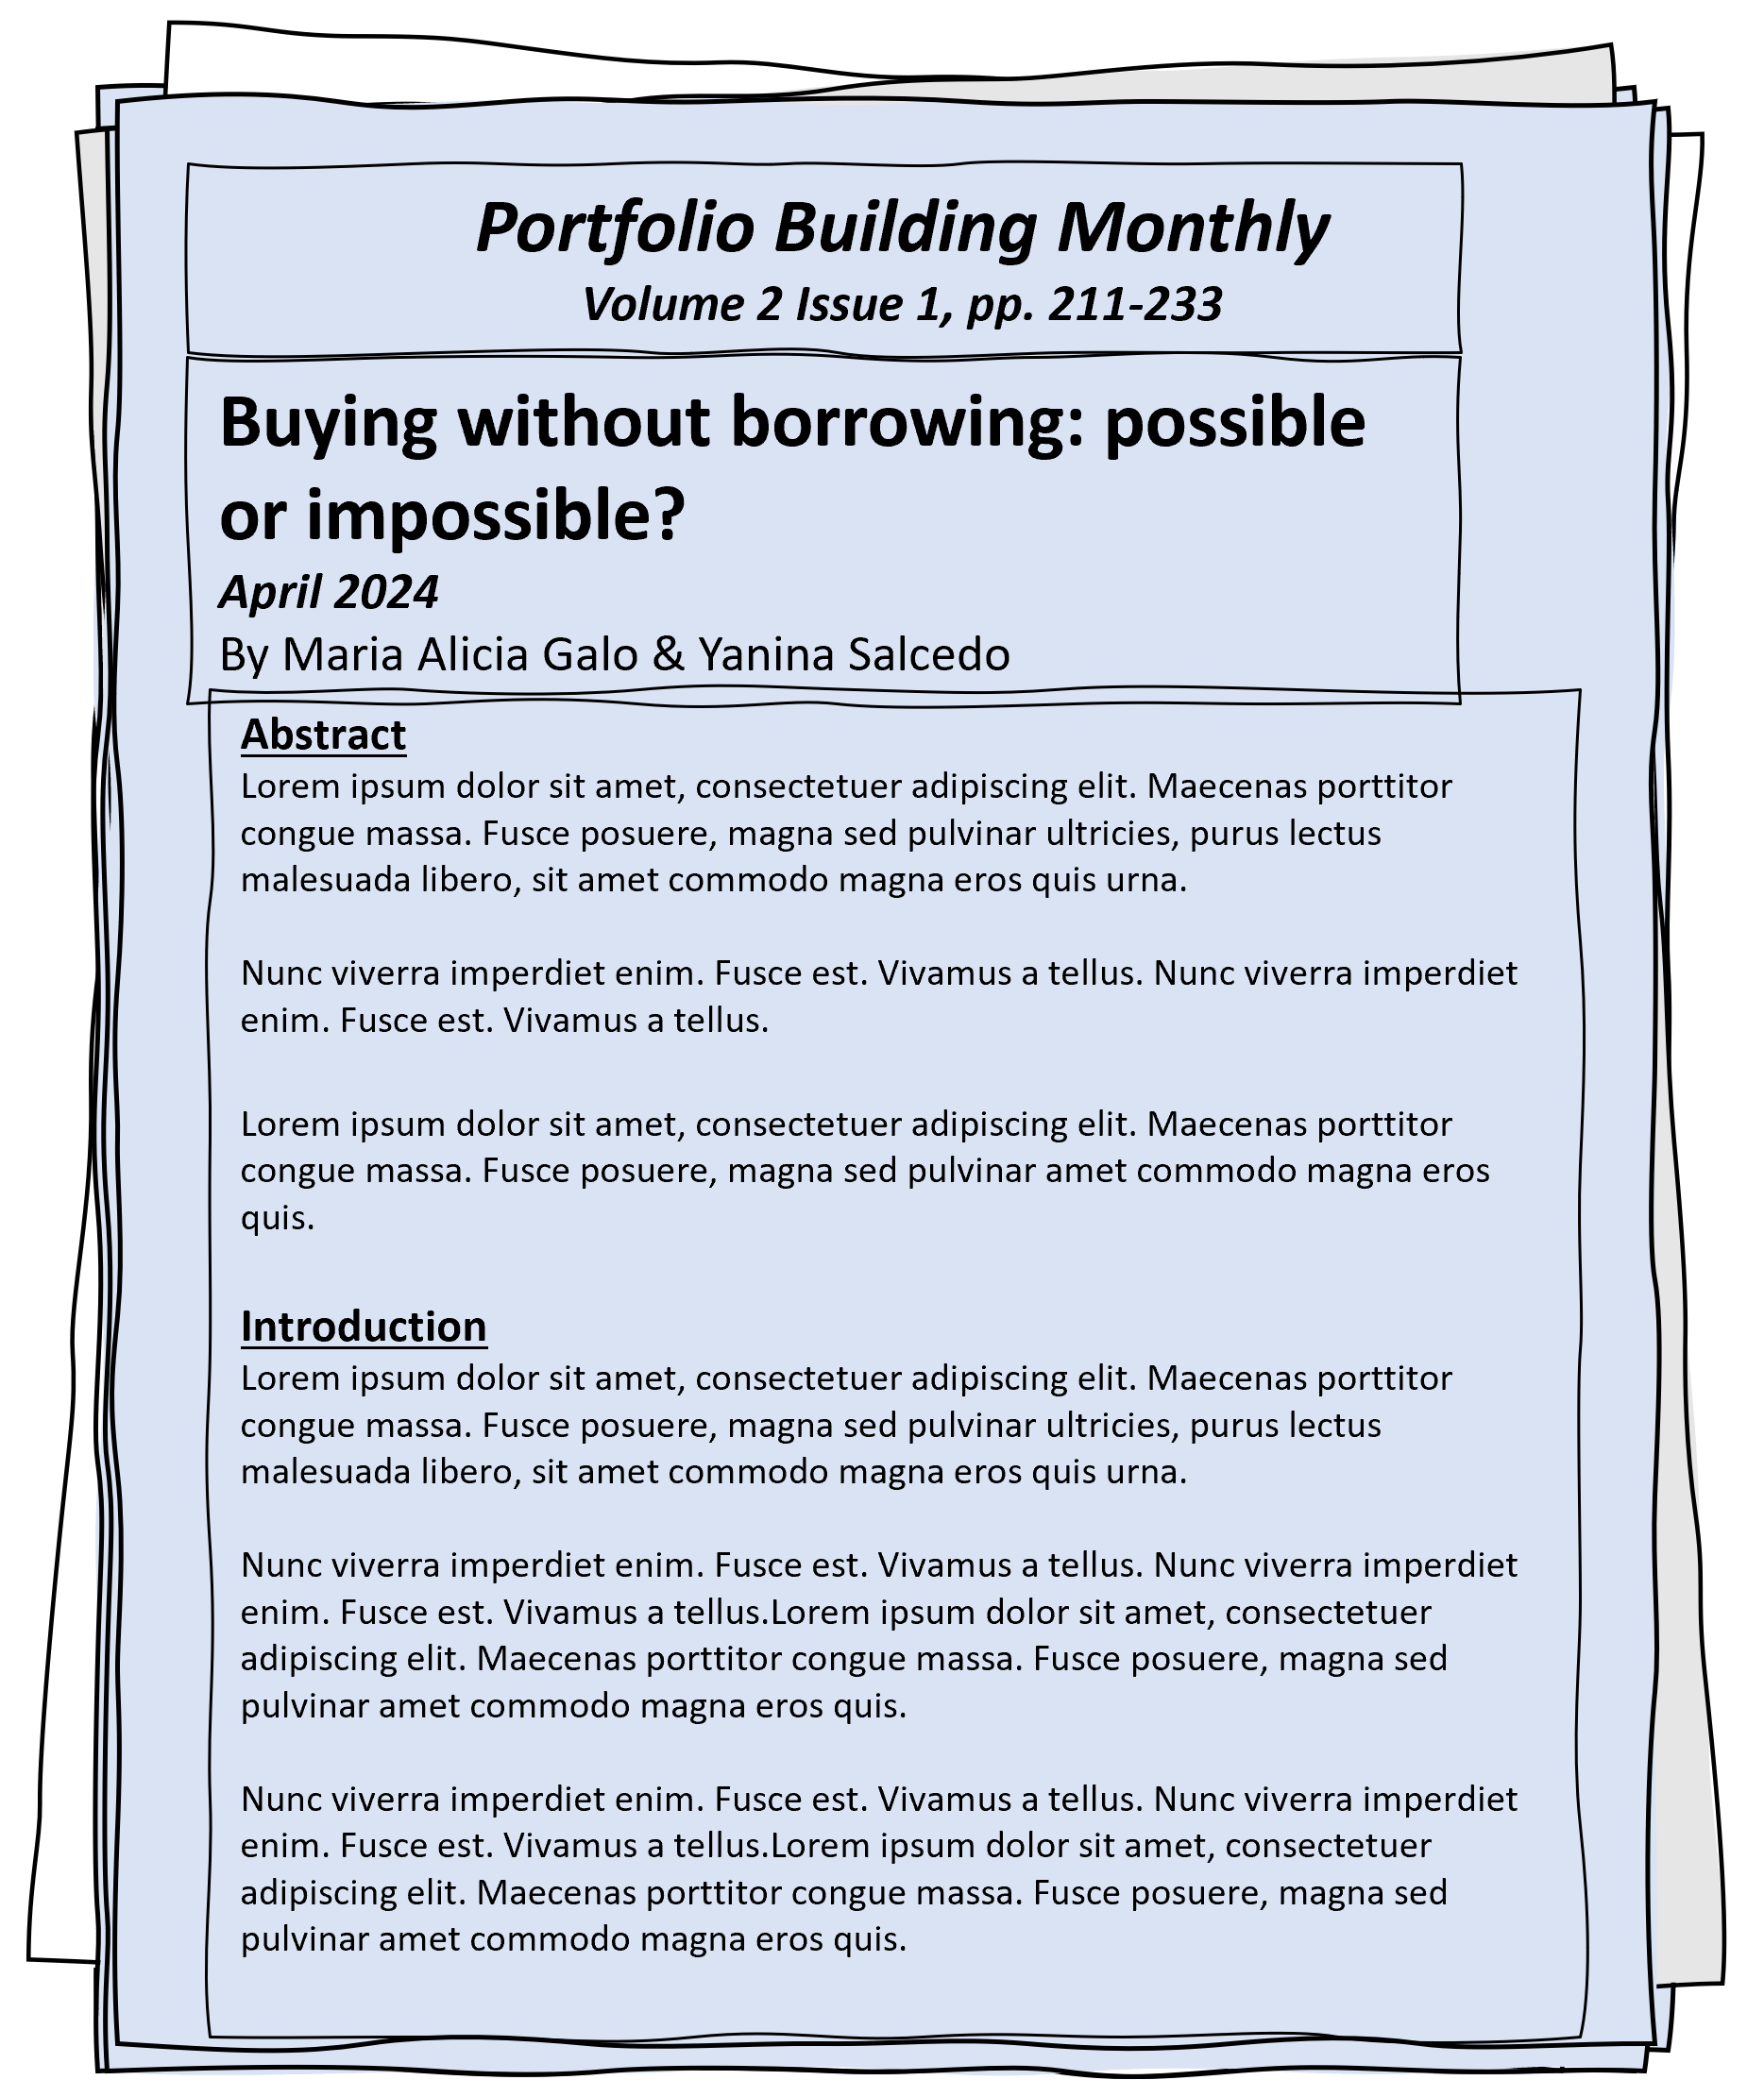 Portfolio Building Monthly
Volume 2 Issue 1, pp. 211-233
Buying without borrowing: possible
or impossible?
April 2024
By Maria Alicia Galo & Yanina Salcedo
Abstract
Lorem ipsum dolor sit amet, consectetuer adipiscing elit. Maecenas porttitor
congue massa. Fusce posuere, magna sed pulvinar ultricies, purus lectus
malesuada libero, sit amet commodo magna eros quis urna.
Nunc viverra imperdiet enim. Fusce est. Vivamus a tellus. Nunc viverra imperdiet
enim. Fusce est. Vivamus a tellus.
Lorem ipsum dolor sit amet, consectetuer adipiscing elit. Maecenas porttitor
congue massa. Fusce posuere, magna sed pulvinar amet commodo magna eros
quis.
Introduction
Lorem ipsum dolor sit amet, consectetuer adipiscing elit. Maecenas porttitor
congue massa. Fusce posuere, magna sed pulvinar ultricies, purus lectus
malesuada libero, sit amet commodo magna eros quis urna.
Nunc viverra imperdiet enim. Fusce est. Vivamus a tellus. Nunc viverra imperdiet
enim. Fusce est. Vivamus a tellus.Lorem ipsum dolor sit amet, consectetuer
adipiscing elit. Maecenas porttitor congue massa. Fusce posuere, magna sed
pulvinar amet commodo magna eros quis.
Nunc viverra imperdiet enim. Fusce est. Vivamus a tellus. Nunc viverra imperdiet
enim. Fusce est. Vivamus a tellus.Lorem ipsum dolor sit amet, consectetuer
adipiscing elit. Maecenas porttitor congue massa. Fusce posuere, magna sed
pulvinar amet commodo magna eros quis.